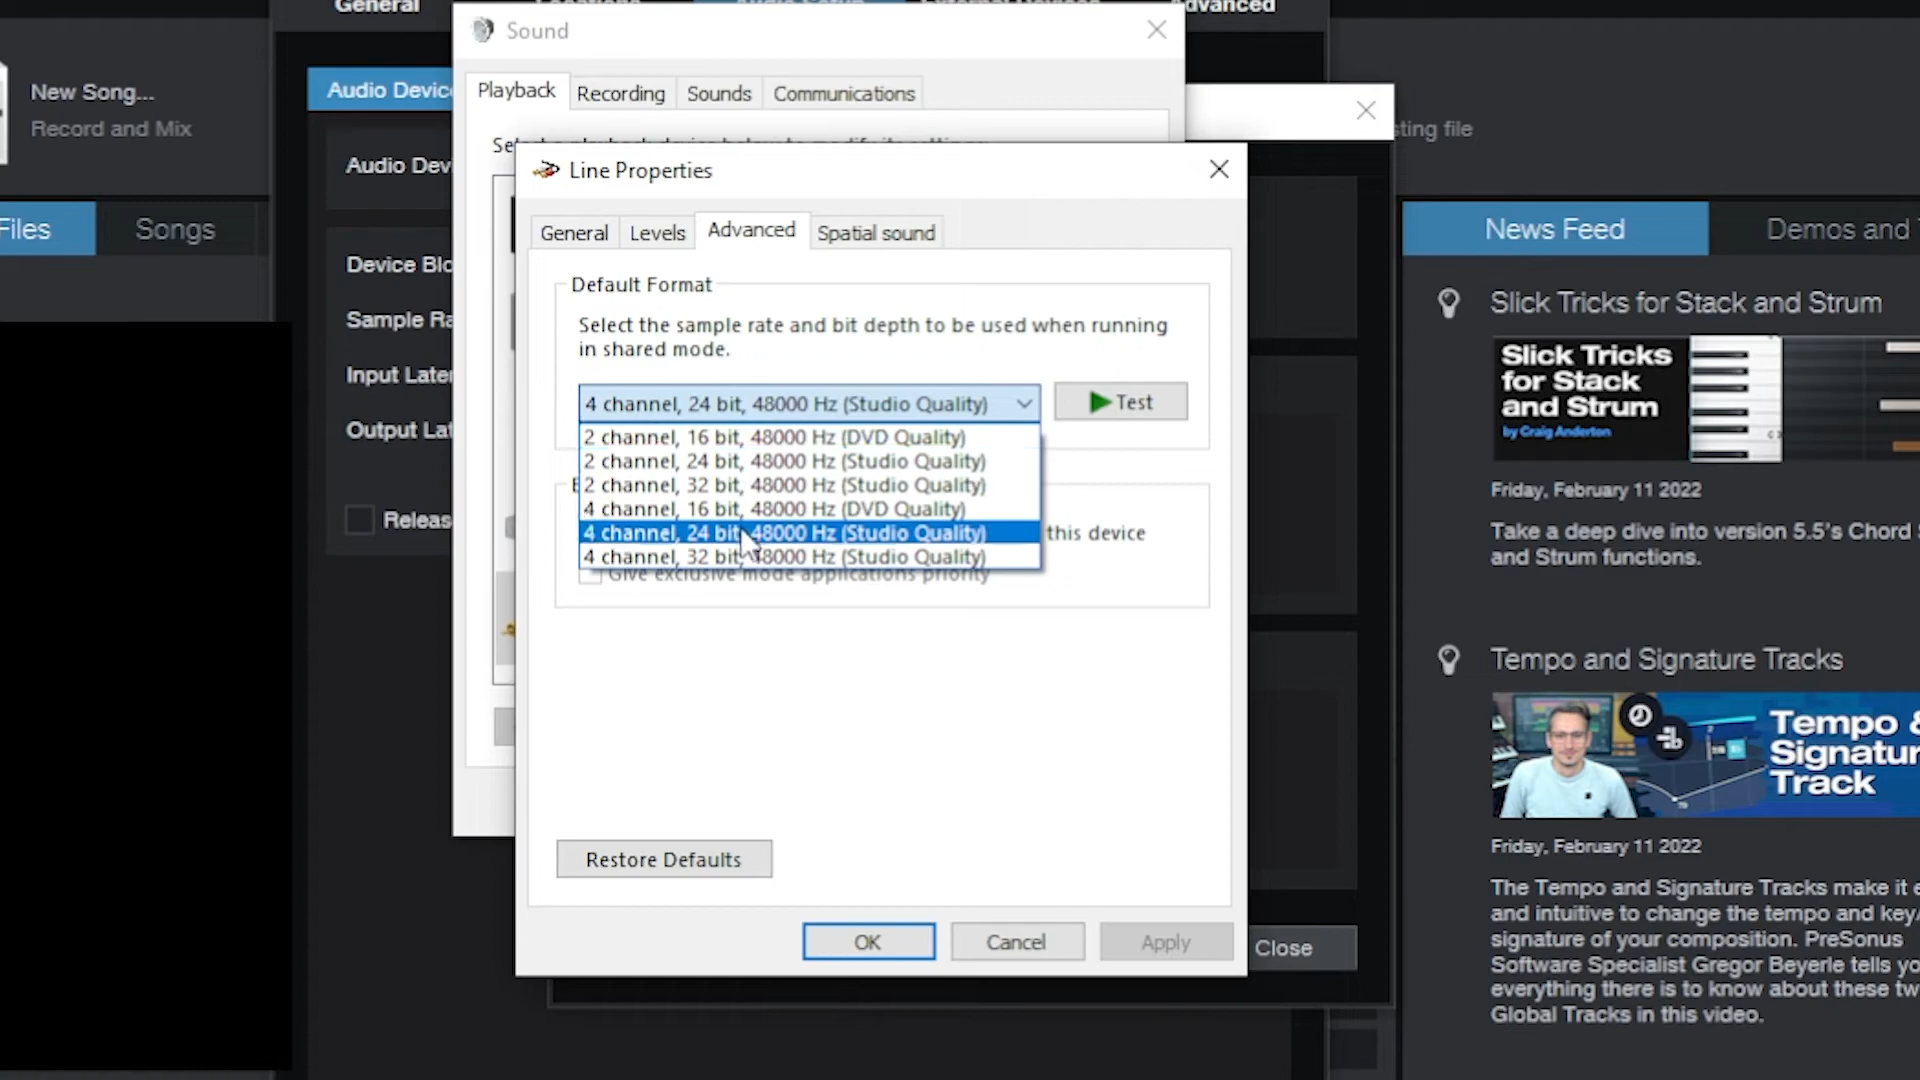 General
Advanced
New Song...
Record and Mix
Files
Songs
Audio Device
Audio Dev
Device Blo
Sample Ra
Input Later
Output Lat
Releas
Sound
Playback
Recording
Sounds
Communications
Line Properties
General
Levels
Advanced
Spatial sound
Default Format
Select the sample rate and bit depth to be used when running
in shared mode.
4 channel, 24 bit, 48000 Hz (Studio Quality)
Test
2 channel, 16 bit, 48000 Hz (DVD Quality)
2 channel, 24 bit, 48000 Hz (Studio Quality)
2 channel, 32 bit, 48000 Hz (Studio Quality)
4 channel, 16 bit, 48000 Hz (DVD Quality)
4 channel, 24 bit, 48000 Hz (Studio Quality)
this device
4 channel, 32 bit, 48000 Hz (Studio Quality)
Give exclusive mode applications priority
Restore Defaults
OK
Cancel
Apply
Close
sting file
News Feed
Demos and
Slick Tricks for Stack and Strum
Slick Tricks
for Stack
and Strum
by Craig Anderton
Friday, February 11 2022
Take a deep dive into version 5.5's Chord
and Strum functions.
Tempo and Signature Tracks
Tempo &
Signatur
Track
Friday, February 11 2022
The Tempo and Signature Tracks make it e
and intuitive to change the tempo and key/
signature of your composition. PreSonus
Software Specialist Gregor Beyerle tells yo
everything there is to know about these tw
Global Tracks in this video.